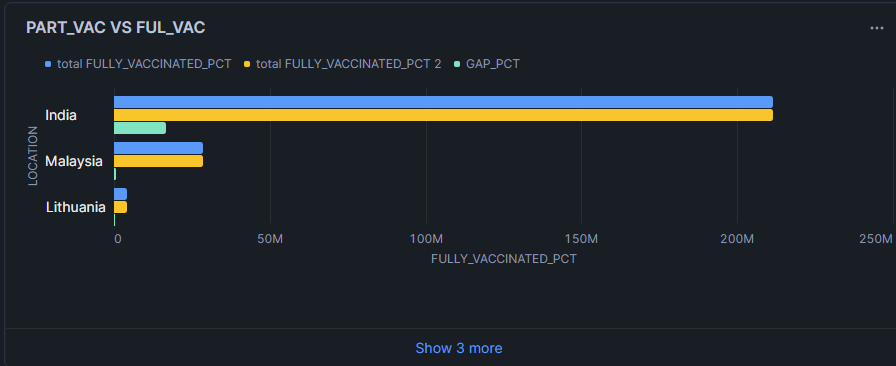 PART_VAC VS FUL_VAC
total FULLY_VACCINATED_PCT total FULLY_VACCINATED_PCT 2 GAP_PCT
LOCATION
India
Malaysia
Lithuania
0 50M 100M 150M 200M 250M
FULLY_VACCINATED_PCT
Show 3 more